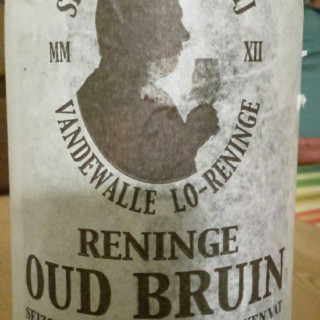 MM XII
VANDEWALLE LO-RENINGE
RENINGE
OUD BRUIN